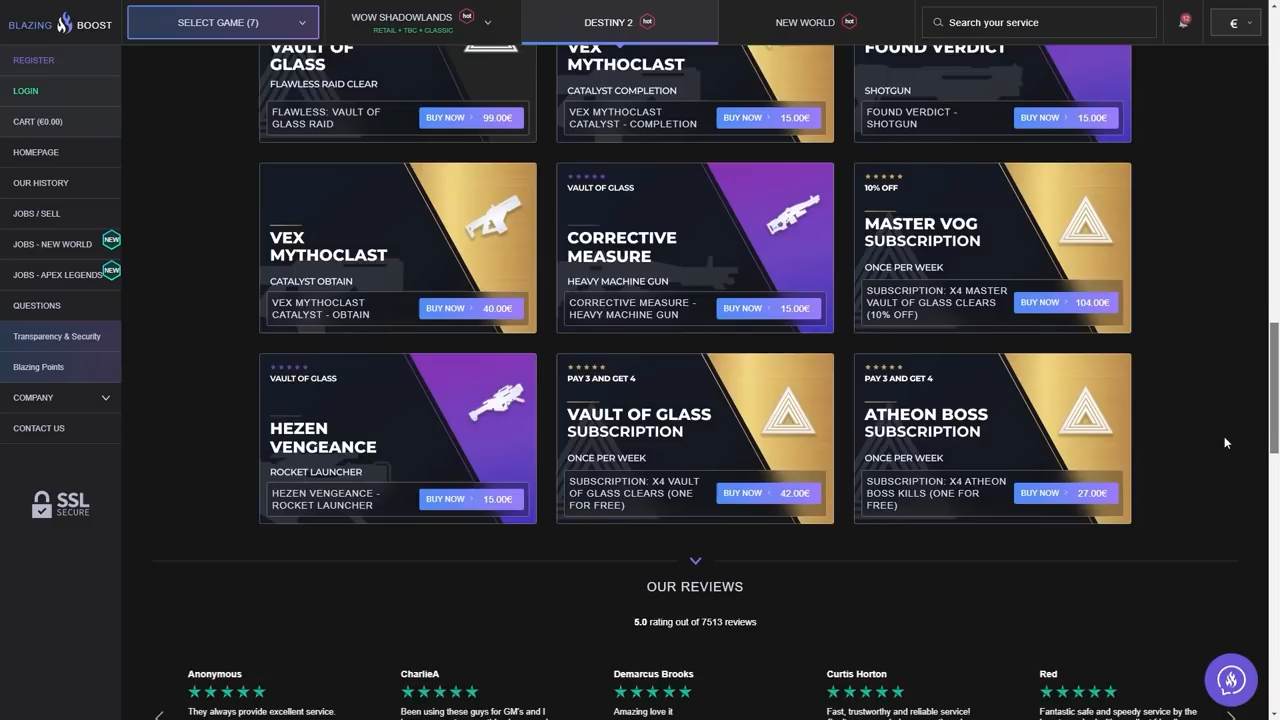 BLAZING BOOST
SELECT GAME (7)
WOW SHADOWLANDS hot
RETAIL + TBC + CLASSIC
DESTINY 2 hot
NEW WORLD hot
Search your service
12
€
REGISTER
LOGIN
CART (€0.00)
HOMEPAGE
OUR HISTORY
JOBS / SELL
JOBS - NEW WORLD NEW
JOBS - APEX LEGENDS NEW
QUESTIONS
Transparency & Security
Blazing Points
COMPANY
CONTACT US
SSL
SECURE
VAULT OF
GLASS
FLAWLESS RAID CLEAR
FLAWLESS: VAULT OF
GLASS RAID
BUY NOW 99.00€
VEX
MYTHOCLAST
CATALYST COMPLETION
VEX MYTHOCLAST
CATALYST - COMPLETION
BUY NOW 15.00€
FOUND VERDICT
SHOTGUN
FOUND VERDICT -
SHOTGUN
BUY NOW 15.00€
VEX
MYTHOCLAST
CATALYST OBTAIN
VEX MYTHOCLAST
CATALYST - OBTAIN
BUY NOW 40.00€
VAULT OF GLASS
CORRECTIVE
MEASURE
HEAVY MACHINE GUN
CORRECTIVE MEASURE -
HEAVY MACHINE GUN
BUY NOW 15.00€
10% OFF
MASTER VOG
SUBSCRIPTION
ONCE PER WEEK
SUBSCRIPTION: X4 MASTER
VAULT OF GLASS CLEARS
(10% OFF)
BUY NOW 104.00€
VAULT OF GLASS
HEZEN
VENGEANCE
ROCKET LAUNCHER
HEZEN VENGEANCE -
ROCKET LAUNCHER
BUY NOW 15.00€
PAY 3 AND GET 4
VAULT OF GLASS
SUBSCRIPTION
ONCE PER WEEK
SUBSCRIPTION: X4 VAULT
OF GLASS CLEARS (ONE
FOR FREE)
BUY NOW 42.00€
PAY 3 AND GET 4
ATHEON BOSS
SUBSCRIPTION
ONCE PER WEEK
SUBSCRIPTION: X4 ATHEON
BOSS KILLS (ONE FOR
FREE)
BUY NOW 27.00€
OUR REVIEWS
5.0 rating out of 7513 reviews
Anonymous
They always provide excellent service.
CharlieA
Been using these guys for GM's and I
Demarcus Brooks
Amazing love it
Curtis Horton
Fast, trustworthy and reliable service!
Red
Fantastic safe and speedy service by the